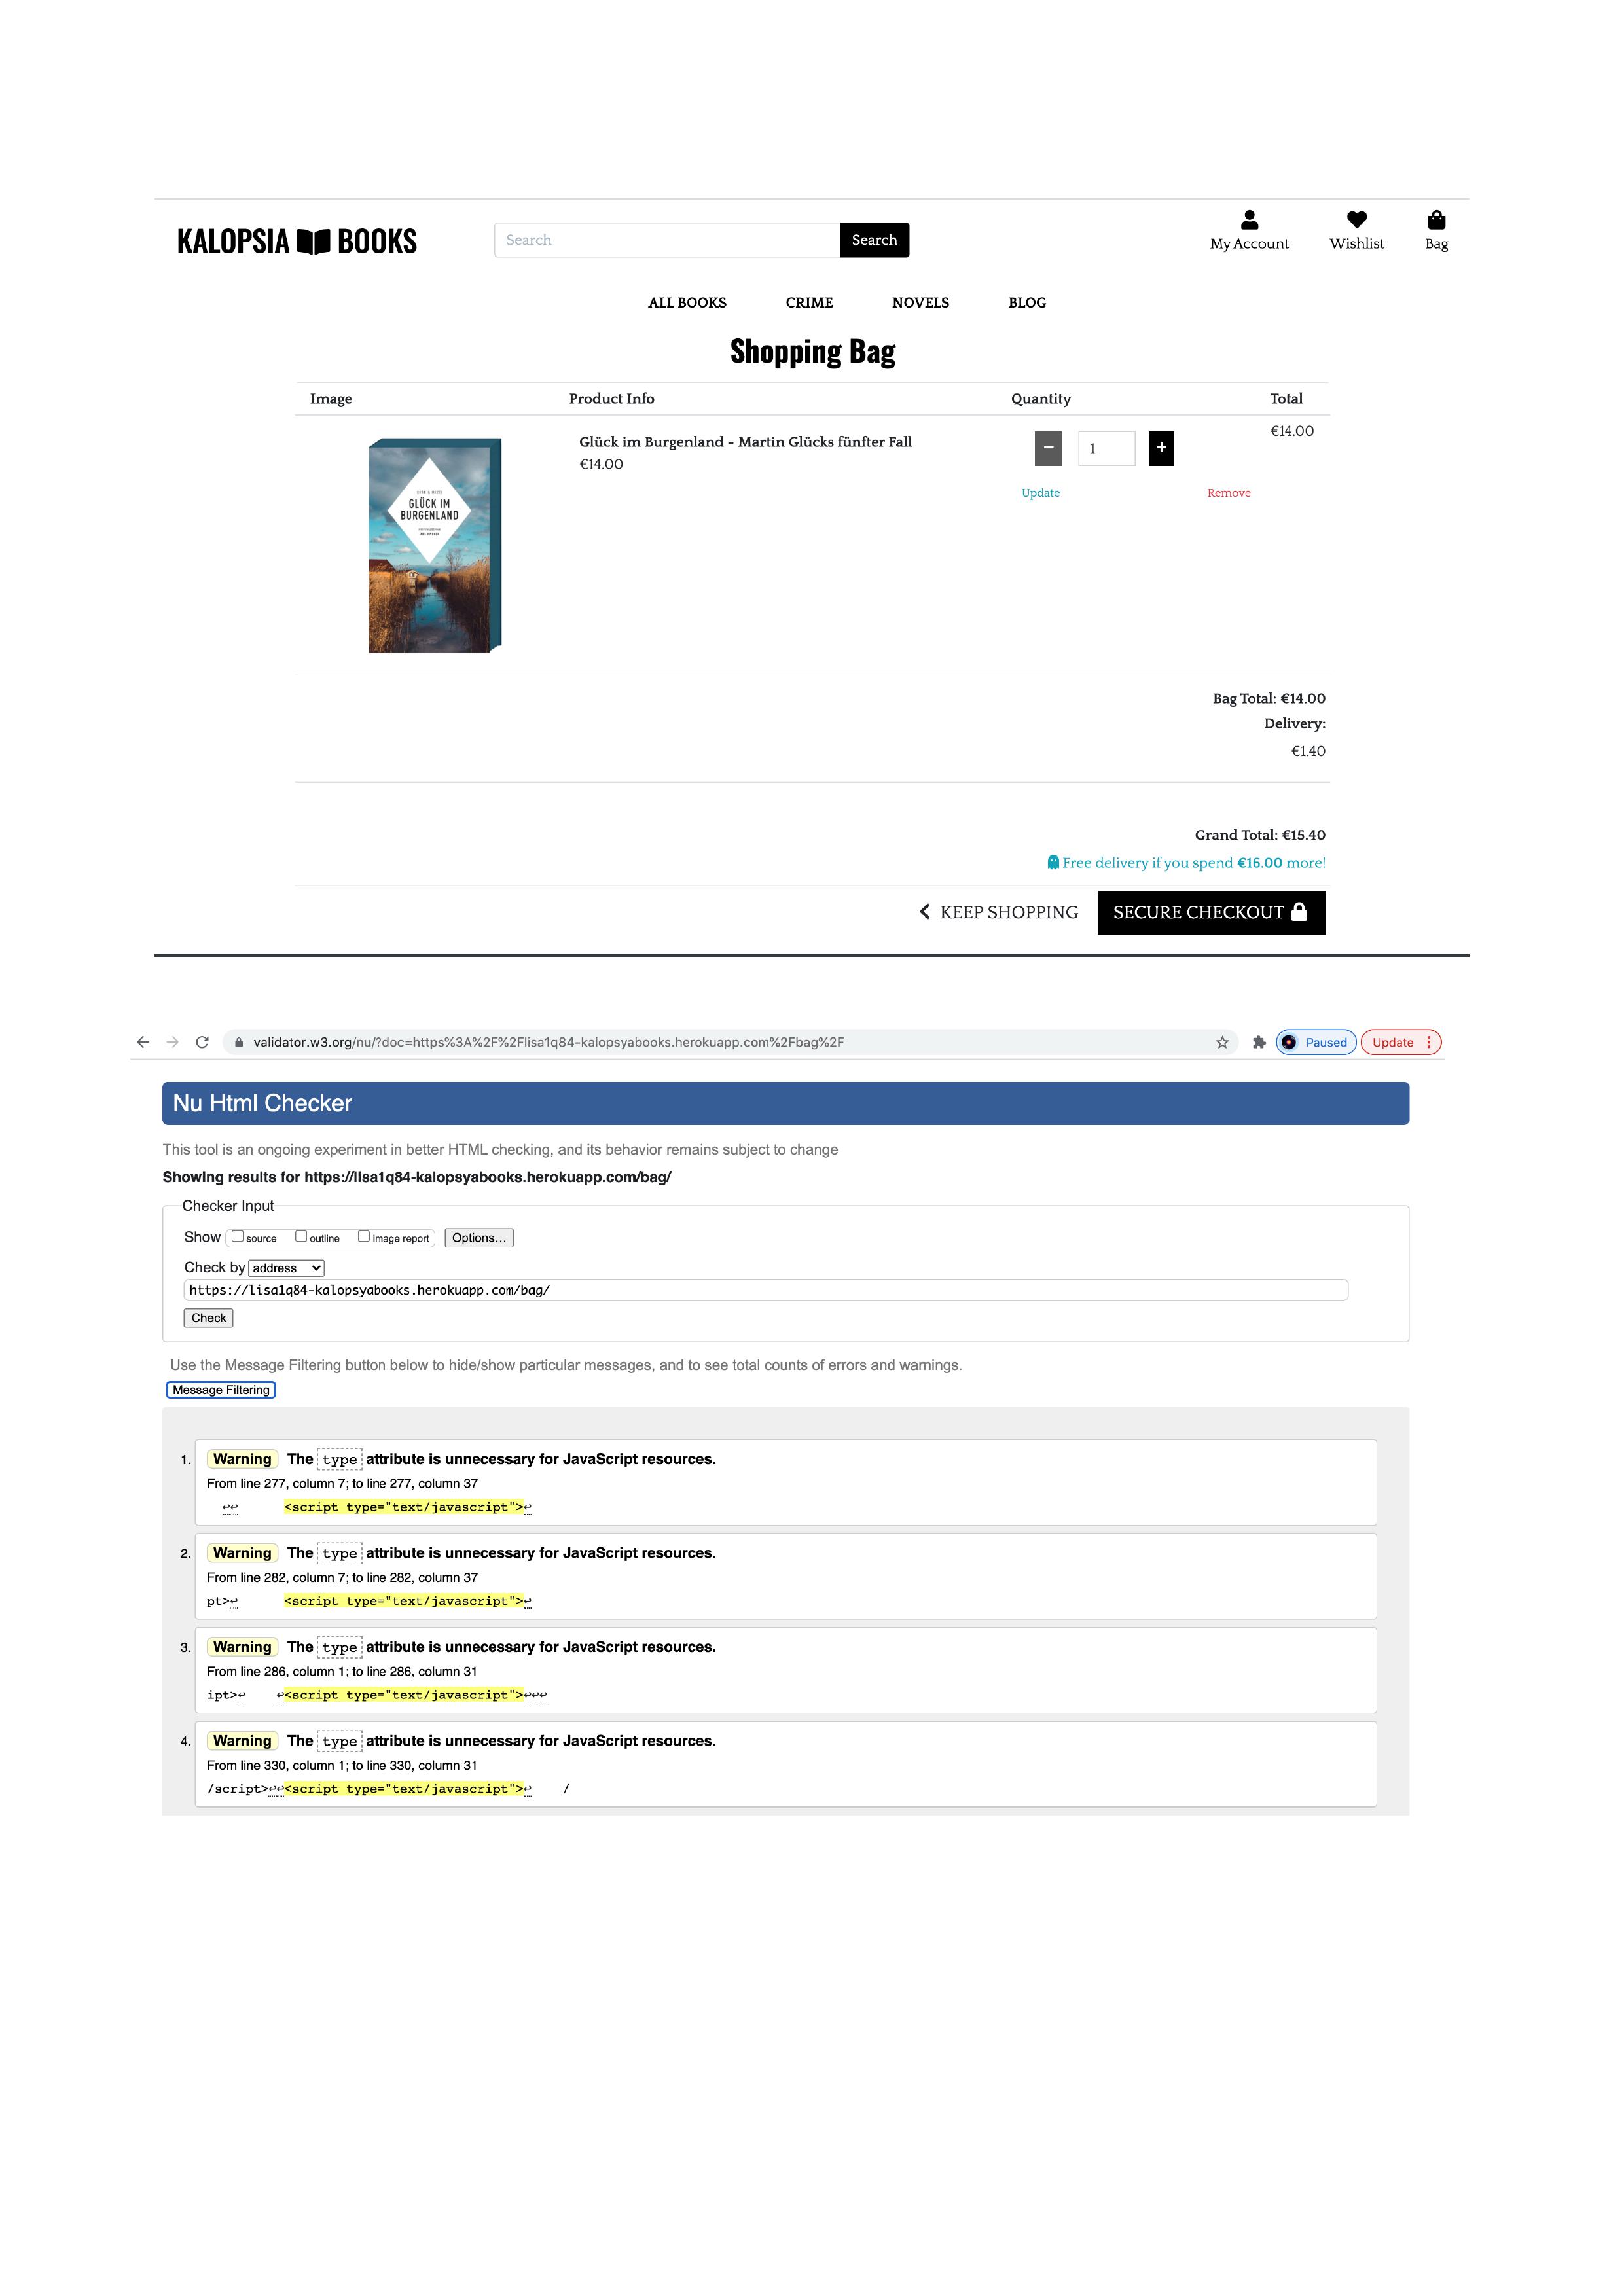 KALOPSIA BOOKS
Search
Search
My Account
Wishlist
Bag
ALL BOOKS
CRIME
NOVELS
BLOG
Shopping Bag
Image
Product Info
Quantity
Total
GLÜCK IM
BURGENLAND
Glück im Burgenland - Martin Glücks fünfter Fall
€14.00
−
1
+
€14.00
Update
Remove
Bag Total: €14.00
Delivery:
€1.40
Grand Total: €15.40
Free delivery if you spend €16.00 more!
KEEP SHOPPING
SECURE CHECKOUT
validator.w3.org/nu/?doc=https%3A%2F%2Flisa1q84-kalopsyabooks.herokuapp.com%2Fbag%2F
Paused
Update
Nu Html Checker
This tool is an ongoing experiment in better HTML checking, and its behavior remains subject to change
Showing results for https://lisa1q84-kalopsyabooks.herokuapp.com/bag/
Checker Input
Show source outline image report Options...
Check by address
https://lisa1q84-kalopsyabooks.herokuapp.com/bag/
Check
Use the Message Filtering button below to hide/show particular messages, and to see total counts of errors and warnings.
Message Filtering
1. Warning The type attribute is unnecessary for JavaScript resources.
From line 277, column 7; to line 277, column 37
↩↩ <script type="text/javascript">↩
2. Warning The type attribute is unnecessary for JavaScript resources.
From line 282, column 7; to line 282, column 37
pt>↩ <script type="text/javascript">↩
3. Warning The type attribute is unnecessary for JavaScript resources.
From line 286, column 1; to line 286, column 31
ipt>↩ ↩<script type="text/javascript">↩↩↩
4. Warning The type attribute is unnecessary for JavaScript resources.
From line 330, column 1; to line 330, column 31
/script>↩↩<script type="text/javascript">↩ /